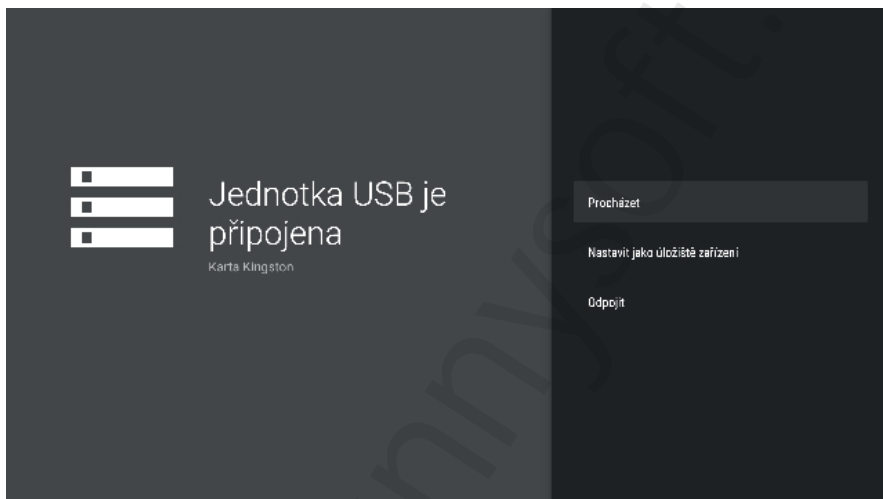 Jednotka USB je
připojena
Karta Kingston
Procházet
Nastavit jako úložiště zařízení
Odpojit